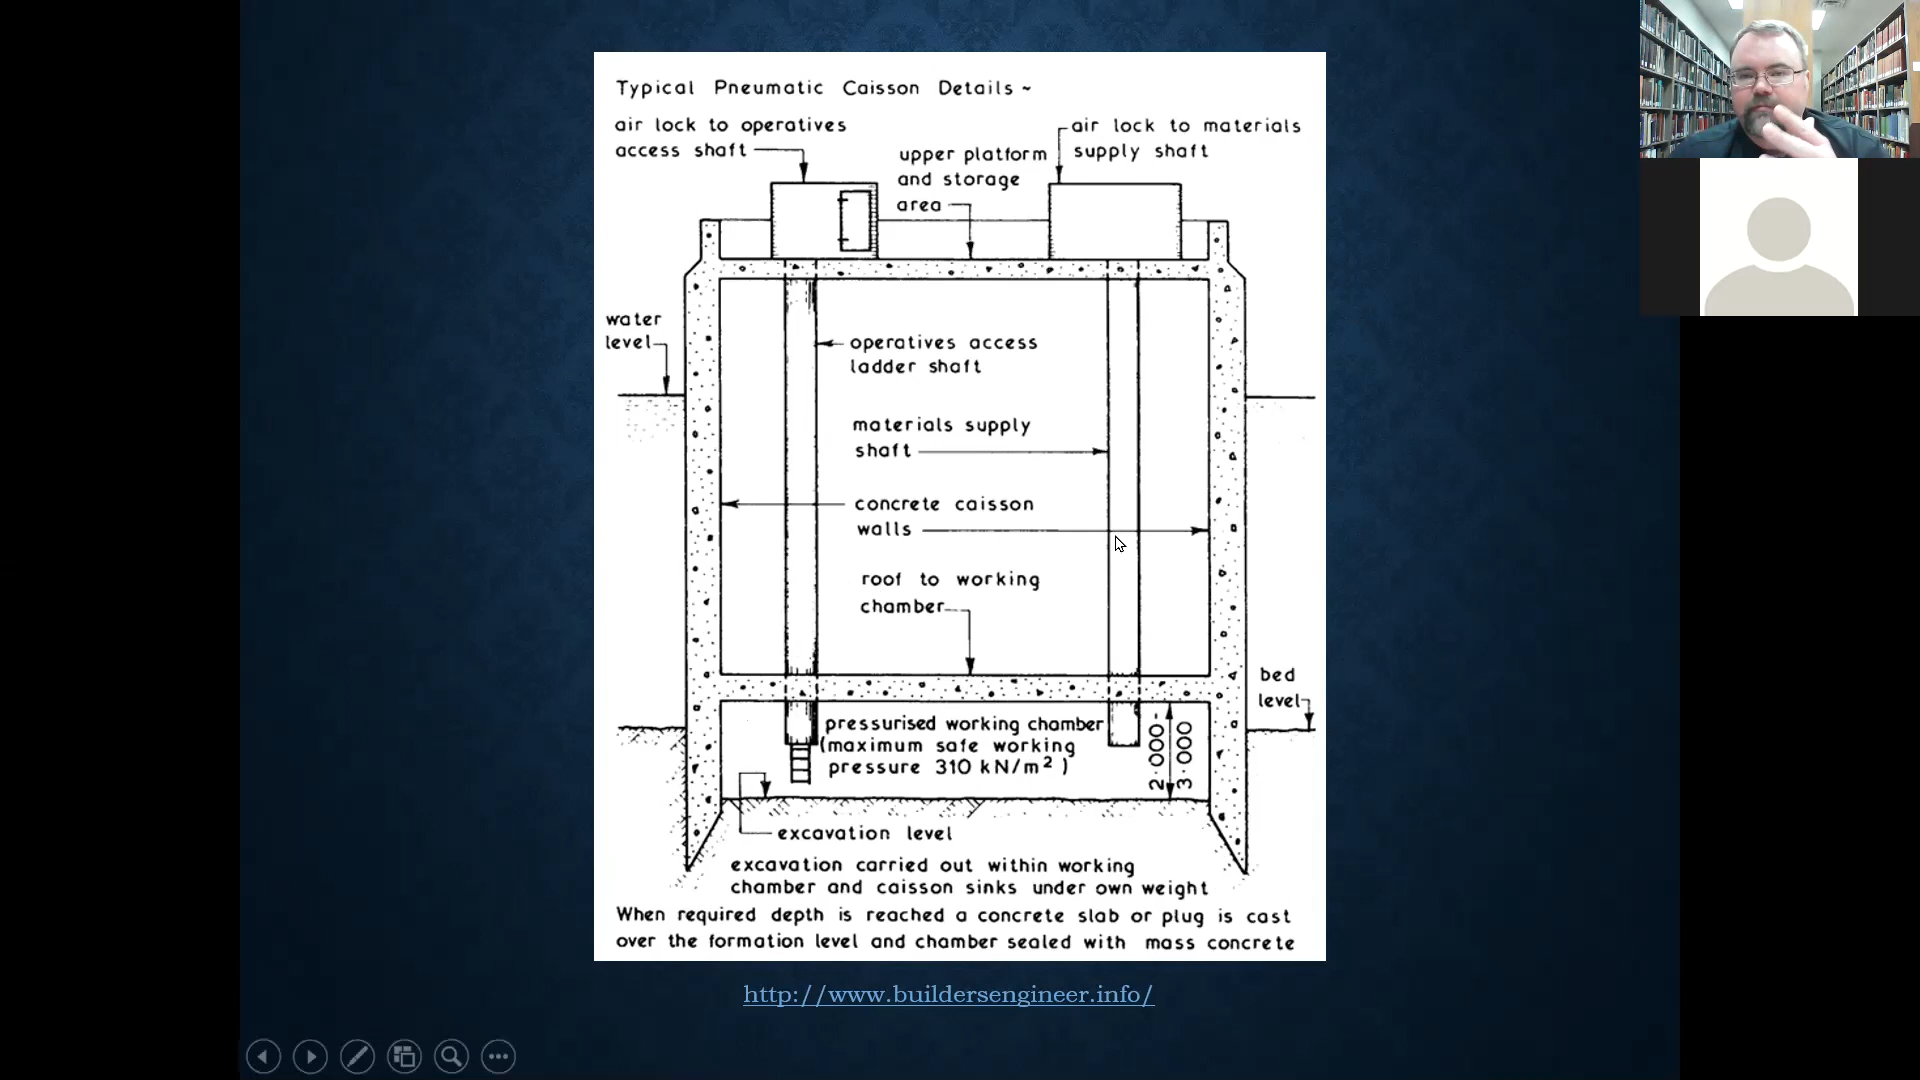 Typical Pneumatic Caisson Details ~
air lock to operatives
access shaft
air lock to materials
supply shaft
upper platform
and storage
area
water
level
operatives access
ladder shaft
materials supply
shaft
concrete caisson
walls
roof to working
chamber
bed
level
pressurised working chamber
(maximum safe working
pressure 310 kN/m²)
2·000-
3·000
excavation level
excavation carried out within working
chamber and caisson sinks under own weight
When required depth is reached a concrete slab or plug is cast
over the formation level and chamber sealed with mass concrete
http://www.buildersengineer.info/